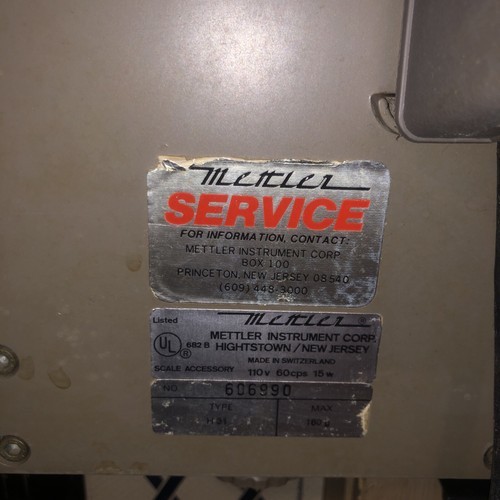 Mettler
SERVICE
FOR INFORMATION, CONTACT:
METTLER INSTRUMENT CORP.
BOX 100
PRINCETON, NEW JERSEY 08540
(609) 448-3000
Listed Mettler
UL ® 682 B METTLER INSTRUMENT CORP.
HIGHTSTOWN / NEW JERSEY
MADE IN SWITZERLAND
SCALE ACCESSORY 110v 60cps 15w
NO. 606990
TYPE MAX.
160 g